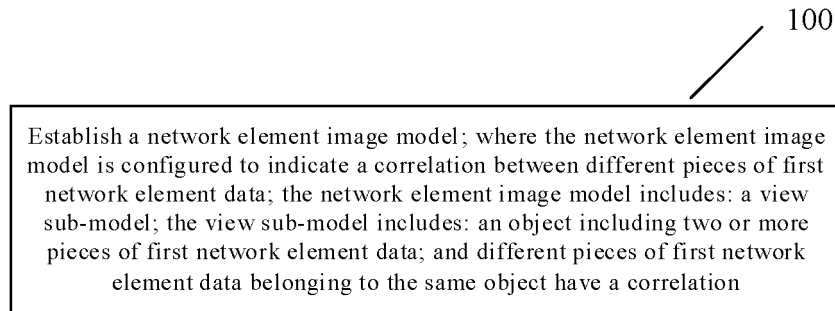 100
Establish a network element image model; where the network element image
model is configured to indicate a correlation between different pieces of first
network element data; the network element image model includes: a view
sub-model; the view sub-model includes: an object including two or more
pieces of first network element data; and different pieces of first network
element data belonging to the same object have a correlation